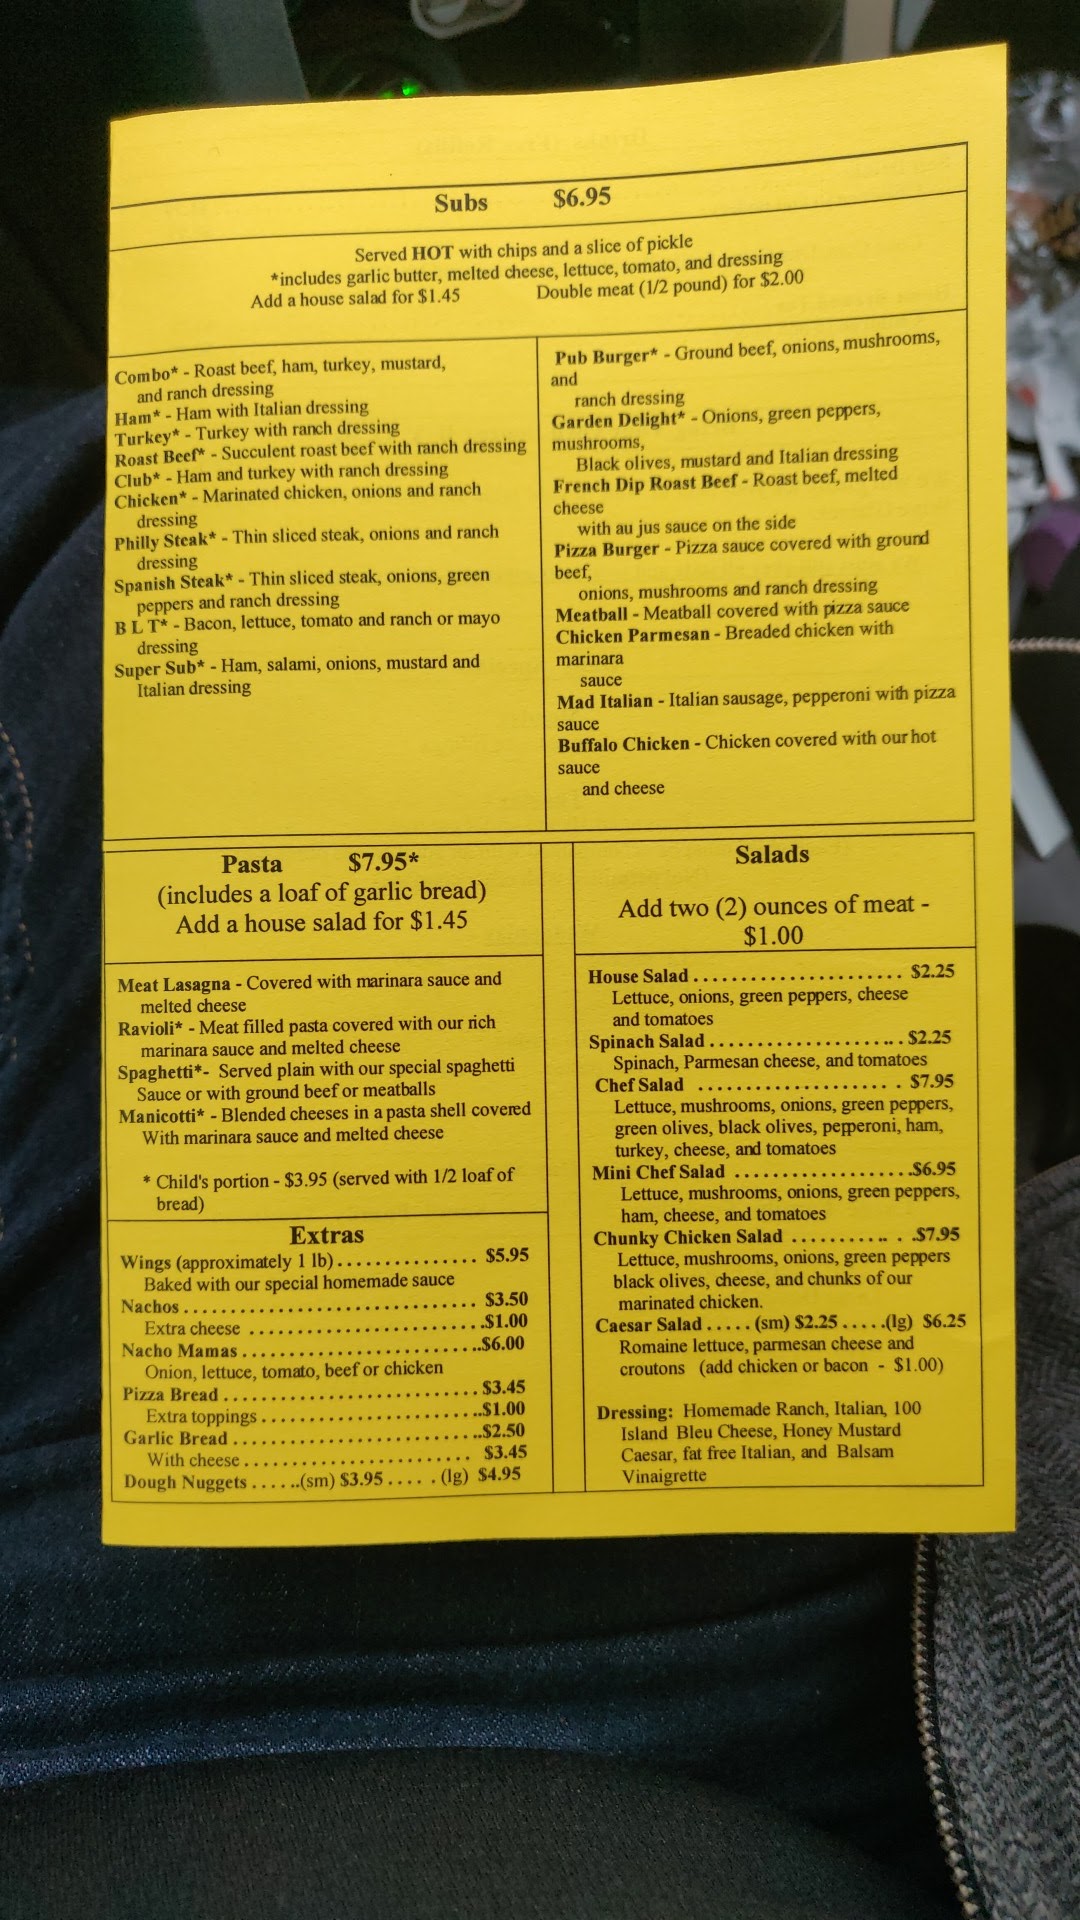 Subs $6.95
Served HOT with chips and a slice of pickle
*includes garlic butter, melted cheese, lettuce, tomato, and dressing
Add a house salad for $1.45 Double meat (1/2 pound) for $2.00
Combo* - Roast beef, ham, turkey, mustard,
and ranch dressing
Ham* - Ham with Italian dressing
Turkey* - Turkey with ranch dressing
Roast Beef* - Succulent roast beef with ranch dressing
Club* - Ham and turkey with ranch dressing
Chicken* - Marinated chicken, onions and ranch
dressing
Philly Steak* - Thin sliced steak, onions and ranch
dressing
Spanish Steak* - Thin sliced steak, onions, green
peppers and ranch dressing
B L T* - Bacon, lettuce, tomato and ranch or mayo
dressing
Super Sub* - Ham, salami, onions, mustard and
Italian dressing
Pub Burger* - Ground beef, onions, mushrooms,
and
ranch dressing
Garden Delight* - Onions, green peppers,
mushrooms,
Black olives, mustard and Italian dressing
French Dip Roast Beef - Roast beef, melted
cheese
with au jus sauce on the side
Pizza Burger - Pizza sauce covered with ground
beef,
onions, mushrooms and ranch dressing
Meatball - Meatball covered with pizza sauce
Chicken Parmesan - Breaded chicken with
marinara
sauce
Mad Italian - Italian sausage, pepperoni with pizza
sauce
Buffalo Chicken - Chicken covered with our hot
sauce
and cheese
Pasta $7.95*
(includes a loaf of garlic bread)
Add a house salad for $1.45
Meat Lasagna - Covered with marinara sauce and
melted cheese
Ravioli* - Meat filled pasta covered with our rich
marinara sauce and melted cheese
Spaghetti*- Served plain with our special spaghetti
Sauce or with ground beef or meatballs
Manicotti* - Blended cheeses in a pasta shell covered
With marinara sauce and melted cheese
* Child's portion - $3.95 (served with 1/2 loaf of
bread)
Extras
Wings (approximately 1 lb)............... $5.95
Baked with our special homemade sauce
Nachos............................... $3.50
Extra cheese .........................$1.00
Nacho Mamas.........................$6.00
Onion, lettuce, tomato, beef or chicken
Pizza Bread........................... $3.45
Extra toppings........................$1.00
Garlic Bread..........................$2.50
With cheese........................ $3.45
Dough Nuggets ......(sm) $3.95 ..... (lg) $4.95
Salads
Add two (2) ounces of meat -
$1.00
House Salad...................... $2.25
Lettuce, onions, green peppers, cheese
and tomatoes
Spinach Salad.....................$2.25
Spinach, Parmesan cheese, and tomatoes
Chef Salad ...................... $7.95
Lettuce, mushrooms, onions, green peppers,
green olives, black olives, pepperoni, ham,
turkey, cheese, and tomatoes
Mini Chef Salad ...................$6.95
Lettuce, mushrooms, onions, green peppers,
ham, cheese, and tomatoes
Chunky Chicken Salad .............$7.95
Lettuce, mushrooms, onions, green peppers
black olives, cheese, and chunks of our
marinated chicken.
Caesar Salad ..... (sm) $2.25 .....(lg) $6.25
Romaine lettuce, parmesan cheese and
croutons (add chicken or bacon - $1.00)
Dressing: Homemade Ranch, Italian, 100
Island Bleu Cheese, Honey Mustard
Caesar, fat free Italian, and Balsam
Vinaigrette